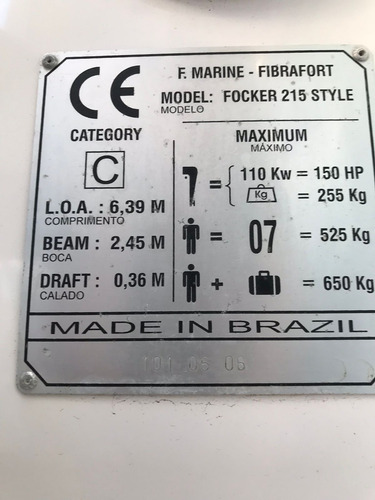 CE
F. MARINE - FIBRAFORT
MODEL: FOCKER 215 STYLE
MODELO
CATEGORY
C
L.O.A. : 6,39 M
COMPRIMENTO
BEAM : 2,45 M
BOCA
DRAFT : 0,36 M
CALADO
MAXIMUM
MÁXIMO
= 110 Kw = 150 HP
Kg = 255 Kg
= 07 = 525 Kg
+ = 650 Kg
MADE IN BRAZIL